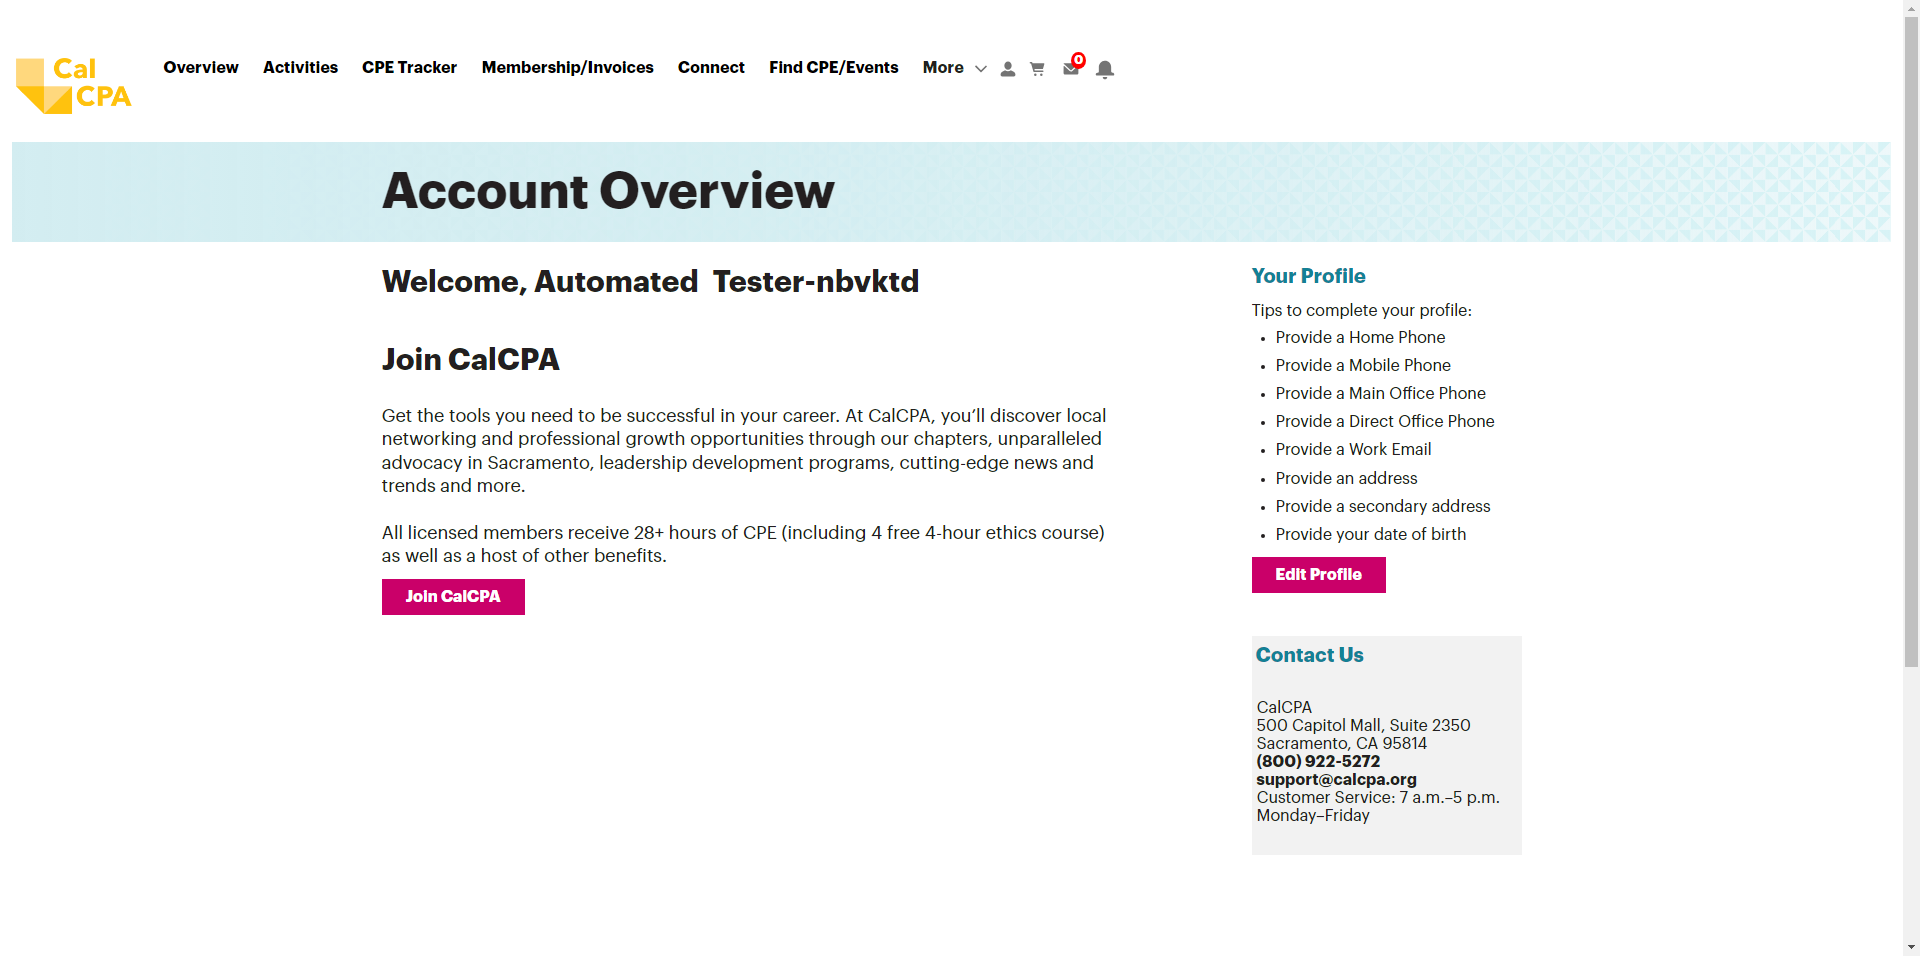 Cal
CPA
Overview Activities CPE Tracker Membership/Invoices Connect Find CPE/Events More 0
Account Overview
Welcome, Automated Tester-nbvktd
Join CalCPA
Get the tools you need to be successful in your career. At CalCPA, you’ll discover local
networking and professional growth opportunities through our chapters, unparalleled
advocacy in Sacramento, leadership development programs, cutting-edge news and
trends and more.
All licensed members receive 28+ hours of CPE (including 4 free 4-hour ethics course)
as well as a host of other benefits.
Join CalCPA
Your Profile
Tips to complete your profile:
• Provide a Home Phone
• Provide a Mobile Phone
• Provide a Main Office Phone
• Provide a Direct Office Phone
• Provide a Work Email
• Provide an address
• Provide a secondary address
• Provide your date of birth
Edit Profile
Contact Us
CalCPA
500 Capitol Mall, Suite 2350
Sacramento, CA 95814
(800) 922-5272
support@calcpa.org
Customer Service: 7 a.m.–5 p.m.
Monday–Friday